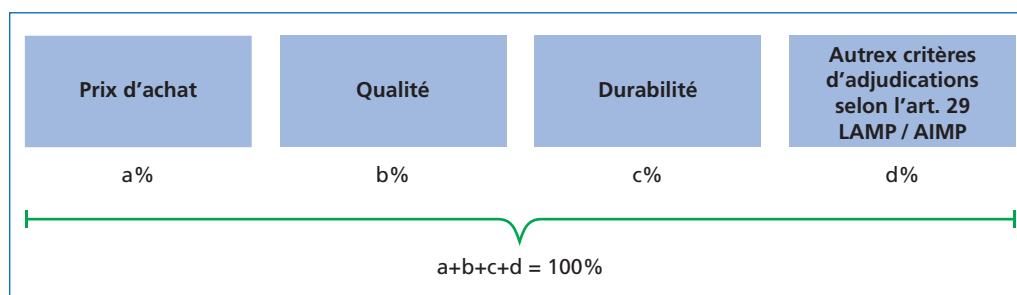 Prix d'achat
Qualité
Durabilité
Autrex critères
d'adjudications
selon l'art. 29
LAMP / AIMP
a%
b%
c%
d%
a+b+c+d = 100%